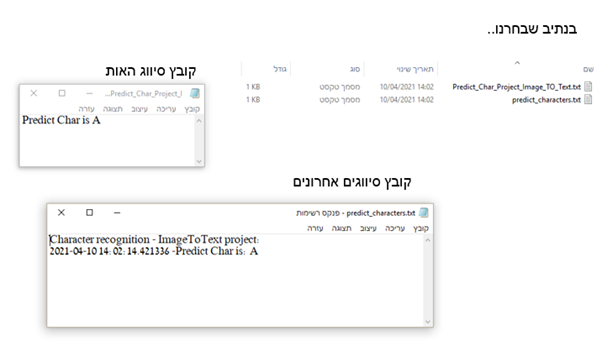 בנתיב שבחרנו..
שם
תאריך שינוי
סוג
גודל
Predict_Char_Project_Image_TO_Text.txt
10/04/2021 14:02
מסמך טקסט
1 KB
predict_characters.txt
10/04/2021 14:02
מסמך טקסט
1 KB
קובץ סיווג האות
Predict_Char_Project_I...
קובץ עריכה עיצוב תצוגה עזרה
Predict Char is A
קובץ סיווגים אחרונים
predict_characters.txt - פנקס רשימות
קובץ עריכה עיצוב תצוגה עזרה
Character recognition - ImageToText project:
2021-04-10 14:02:14.421336 -Predict Char is: A